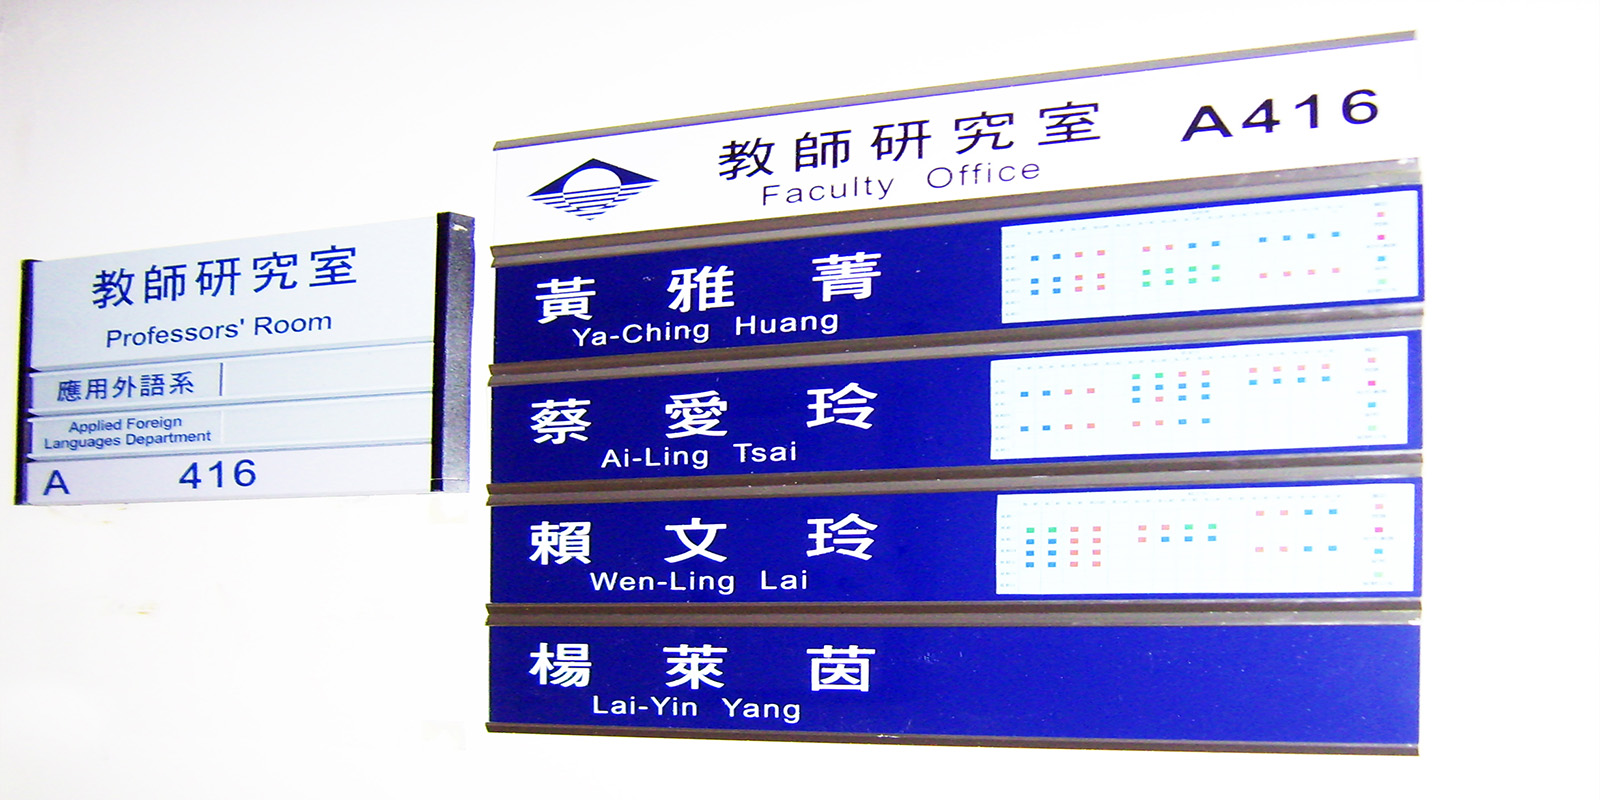 教師研究室
Professors' Room
應用外語系
Applied Foreign
Languages Department
A 416
教師研究室 A416
Faculty Office
黃雅菁
Ya-Ching Huang
蔡愛玲
Ai-Ling Tsai
賴文玲
Wen-Ling Lai
楊萊茵
Lai-Yin Yang